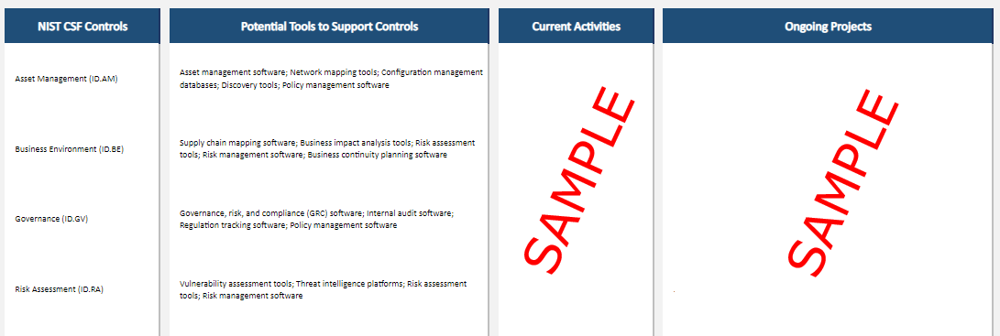 NIST CSF Controls
Potential Tools to Support Controls
Current Activities
Ongoing Projects
Asset Management (ID.AM)
Asset management software; Network mapping tools; Configuration management
databases; Discovery tools; Policy management software
Business Environment (ID.BE)
Supply chain mapping software; Business impact analysis tools; Risk assessment
tools; Risk management software; Business continuity planning software
Governance (ID.GV)
Governance, risk, and compliance (GRC) software; Internal audit software;
Regulation tracking software; Policy management software
Risk Assessment (ID.RA)
Vulnerability assessment tools; Threat intelligence platforms; Risk assessment
tools; Risk management software
SAMPLE
SAMPLE